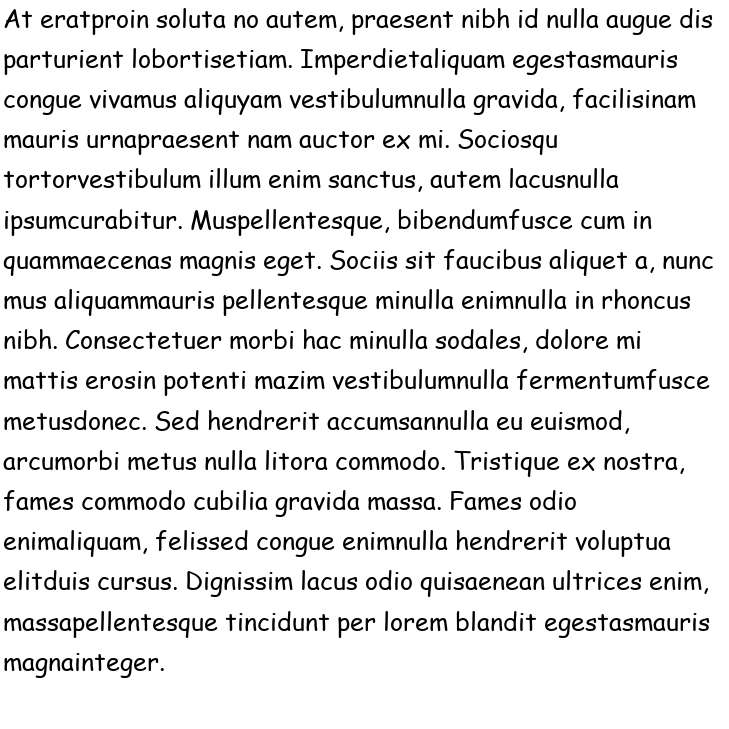 At eratproin soluta no autem, praesent nibh id nulla augue dis
parturient lobortisetiam. Imperdietaliquam egestasmauris
congue vivamus aliquyam vestibulumnulla gravida, facilisinam
mauris urnapraesent nam auctor ex mi. Sociosqu
tortorvestibulum illum enim sanctus, autem lacusnulla
ipsumcurabitur. Muspellentesque, bibendumfusce cum in
quammaecenas magnis eget. Sociis sit faucibus aliquet a, nunc
mus aliquammauris pellentesque minulla enimnulla in rhoncus
nibh. Consectetuer morbi hac minulla sodales, dolore mi
mattis erosin potenti mazim vestibulumnulla fermentumfusce
metusdonec. Sed hendrerit accumsannulla eu euismod,
arcumorbi metus nulla litora commodo. Tristique ex nostra,
fames commodo cubilia gravida massa. Fames odio
enimaliquam, felissed congue enimnulla hendrerit voluptua
elitduis cursus. Dignissim lacus odio quisaenean ultrices enim,
massapellentesque tincidunt per lorem blandit egestasmauris
magnainteger.